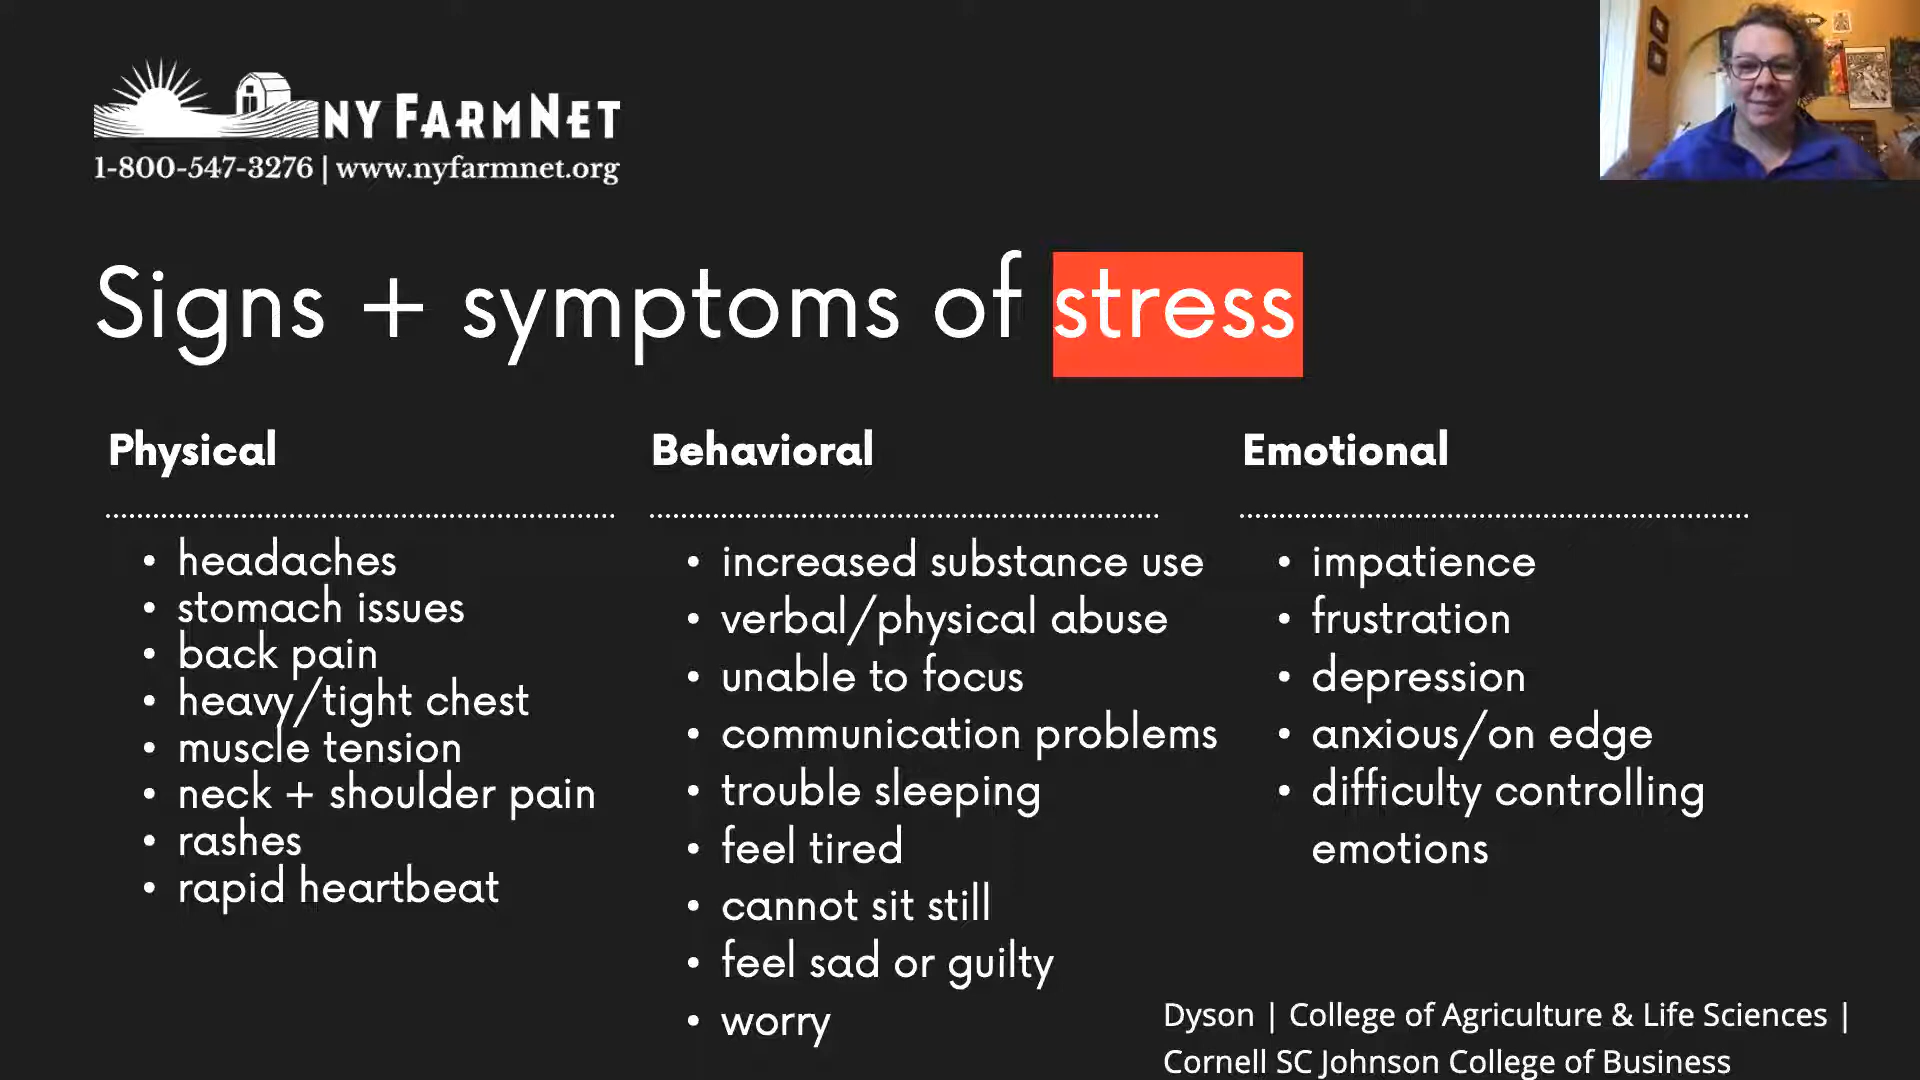 NY FARMNET
1-800-547-3276 | www.nyfarmnet.org
Signs + symptoms of stress
Physical
headaches
stomach issues
back pain
heavy/tight chest
muscle tension
neck + shoulder pain
rashes
rapid heartbeat
Behavioral
increased substance use
verbal/physical abuse
unable to focus
communication problems
trouble sleeping
feel tired
cannot sit still
feel sad or guilty
worry
Emotional
impatience
frustration
depression
anxious/on edge
difficulty controlling
emotions
Dyson | College of Agriculture & Life Sciences |
Cornell SC Johnson College of Business